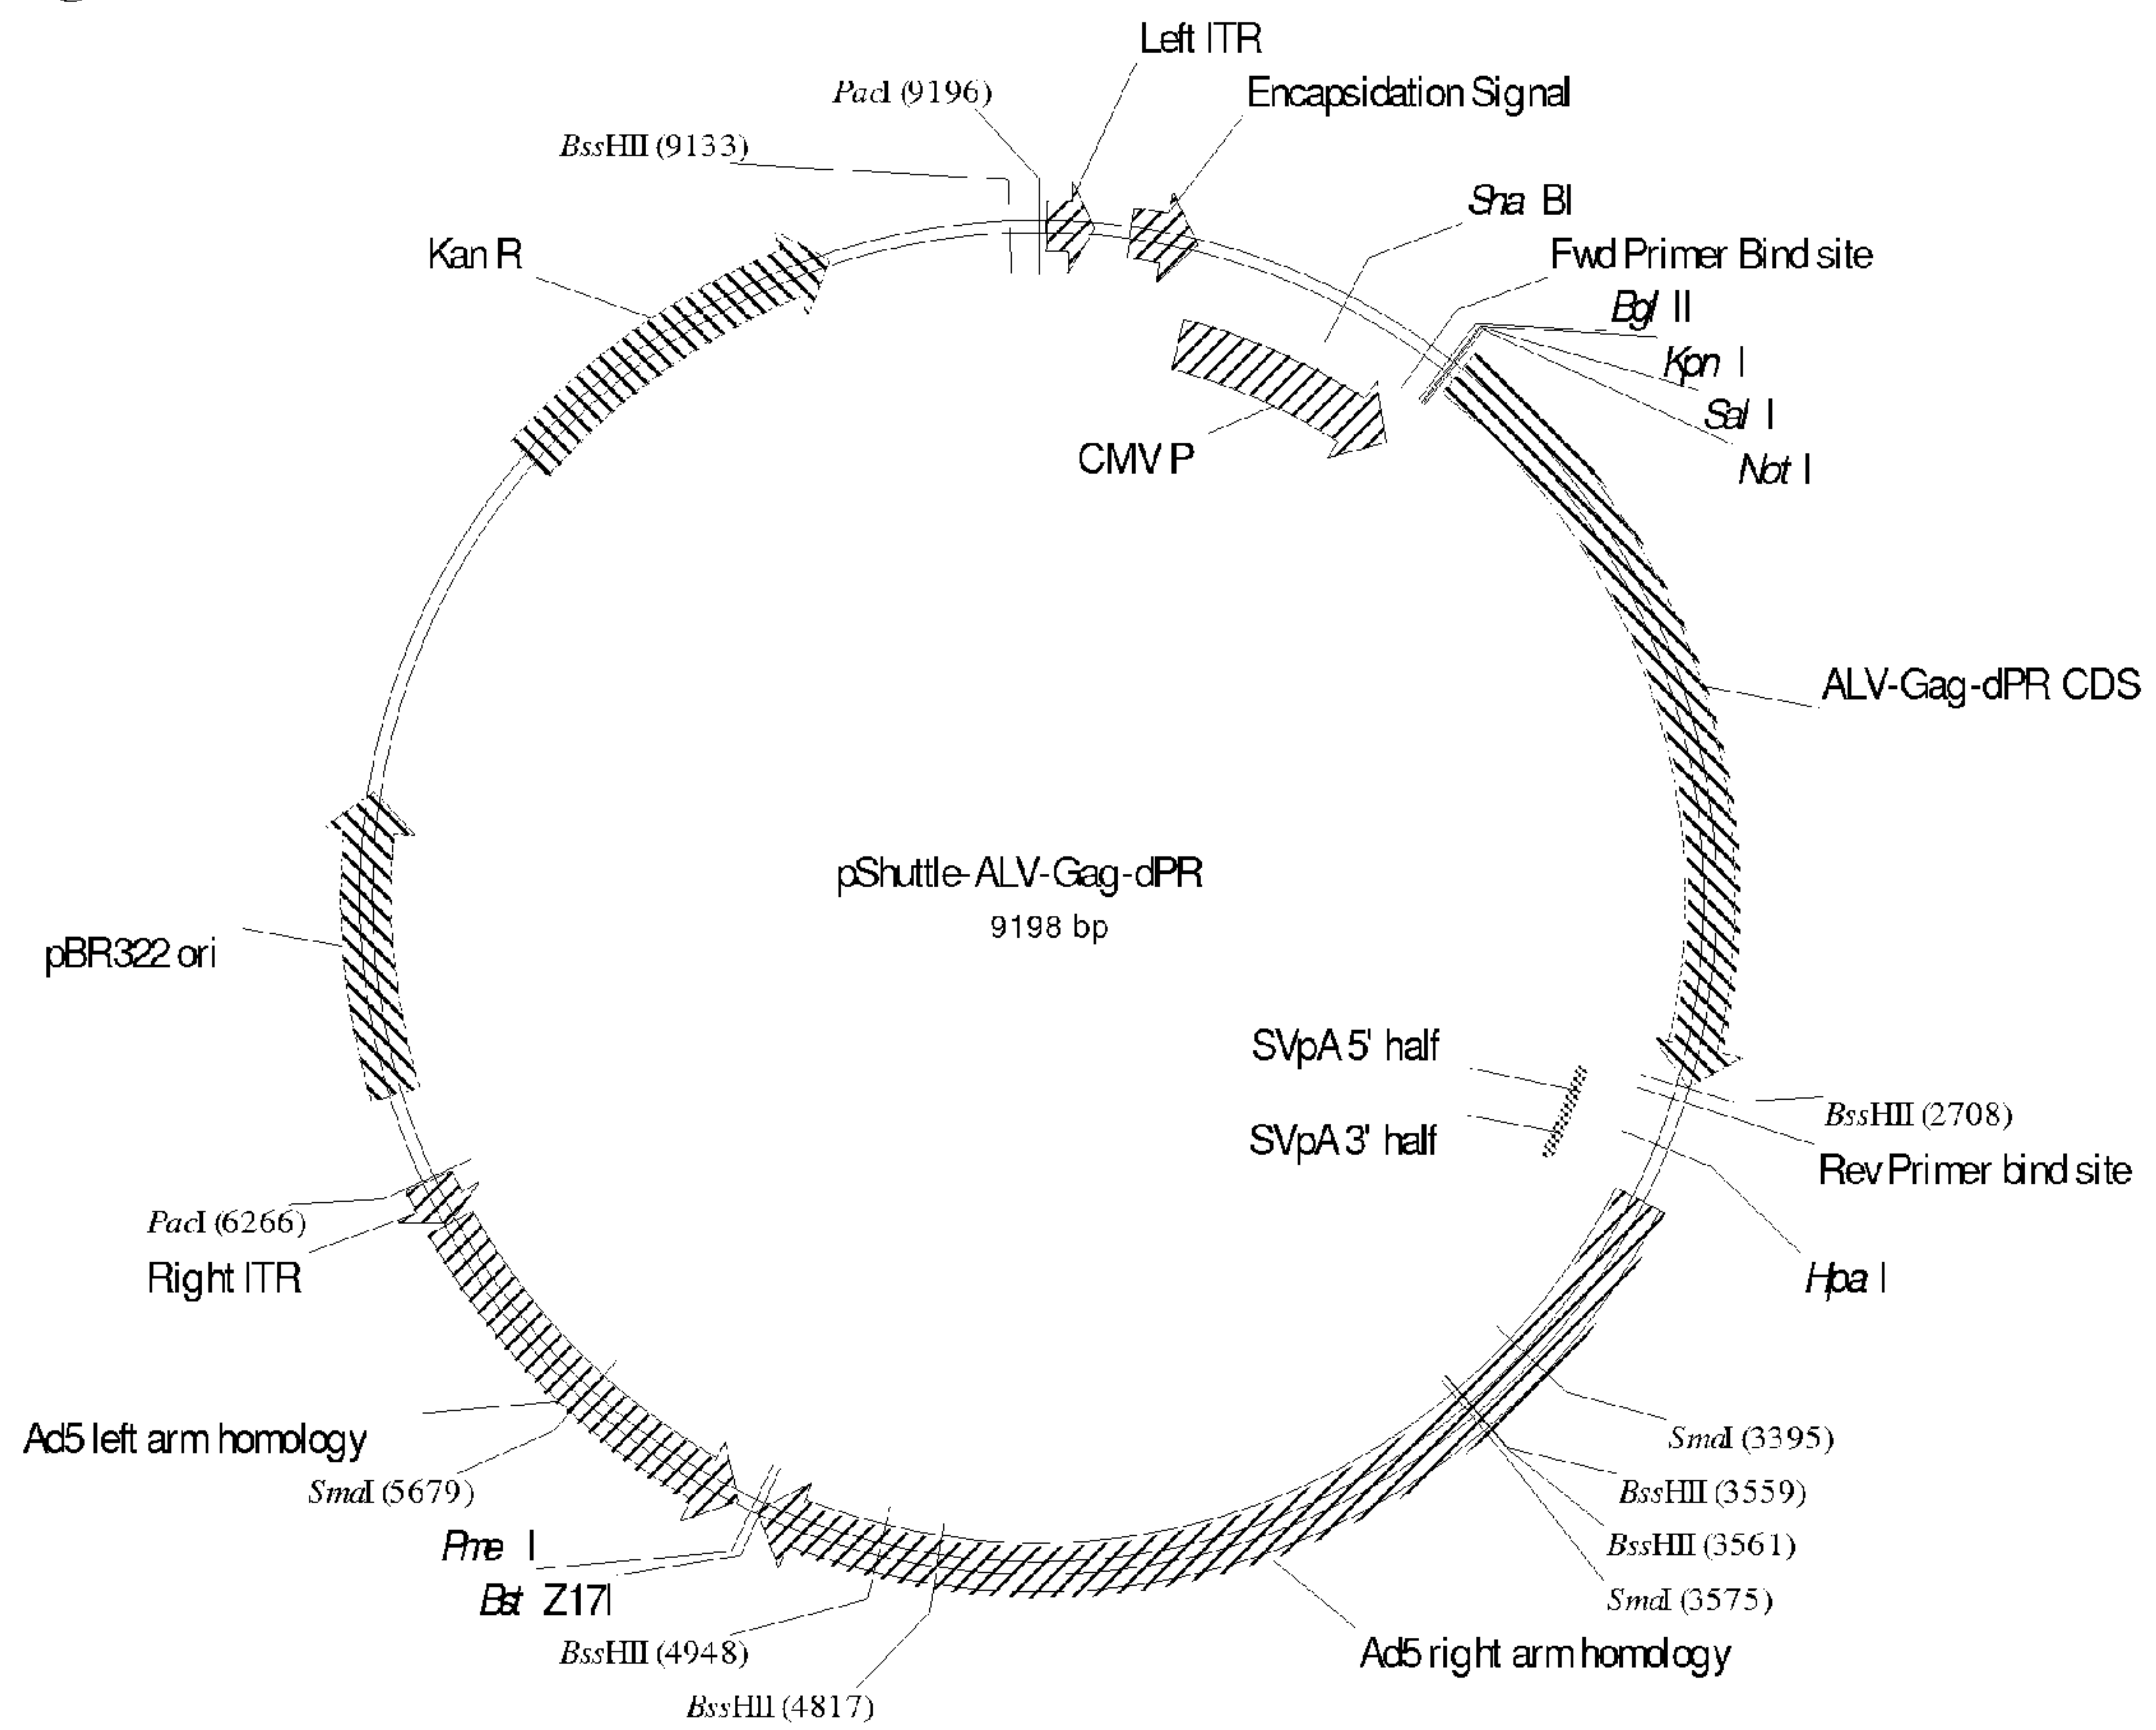 Left ITR
PacI (9196)
Encapsidation Signal
BssHII (9133)
Sna BI
Kan R
Fwd Primer Bind site
Bgl II
Kpn I
Sal I
CMV P
Not I
ALV-Gag-dPR CDS
pShuttle-ALV-Gag-dPR
9198 bp
pBR322 ori
SVpA 5' half
BssHII (2708)
SVpA 3' half
Rev Primer bind site
PacI (6266)
Right ITR
Hpa I
Ad5 left arm homology
SmaI (3395)
SmaI (5679)
BssHII (3559)
Pme I
BssHII (3561)
Bst Z17I
SmaI (3575)
BssHII (4948)
Ad5 right arm homology
BssHII (4817)